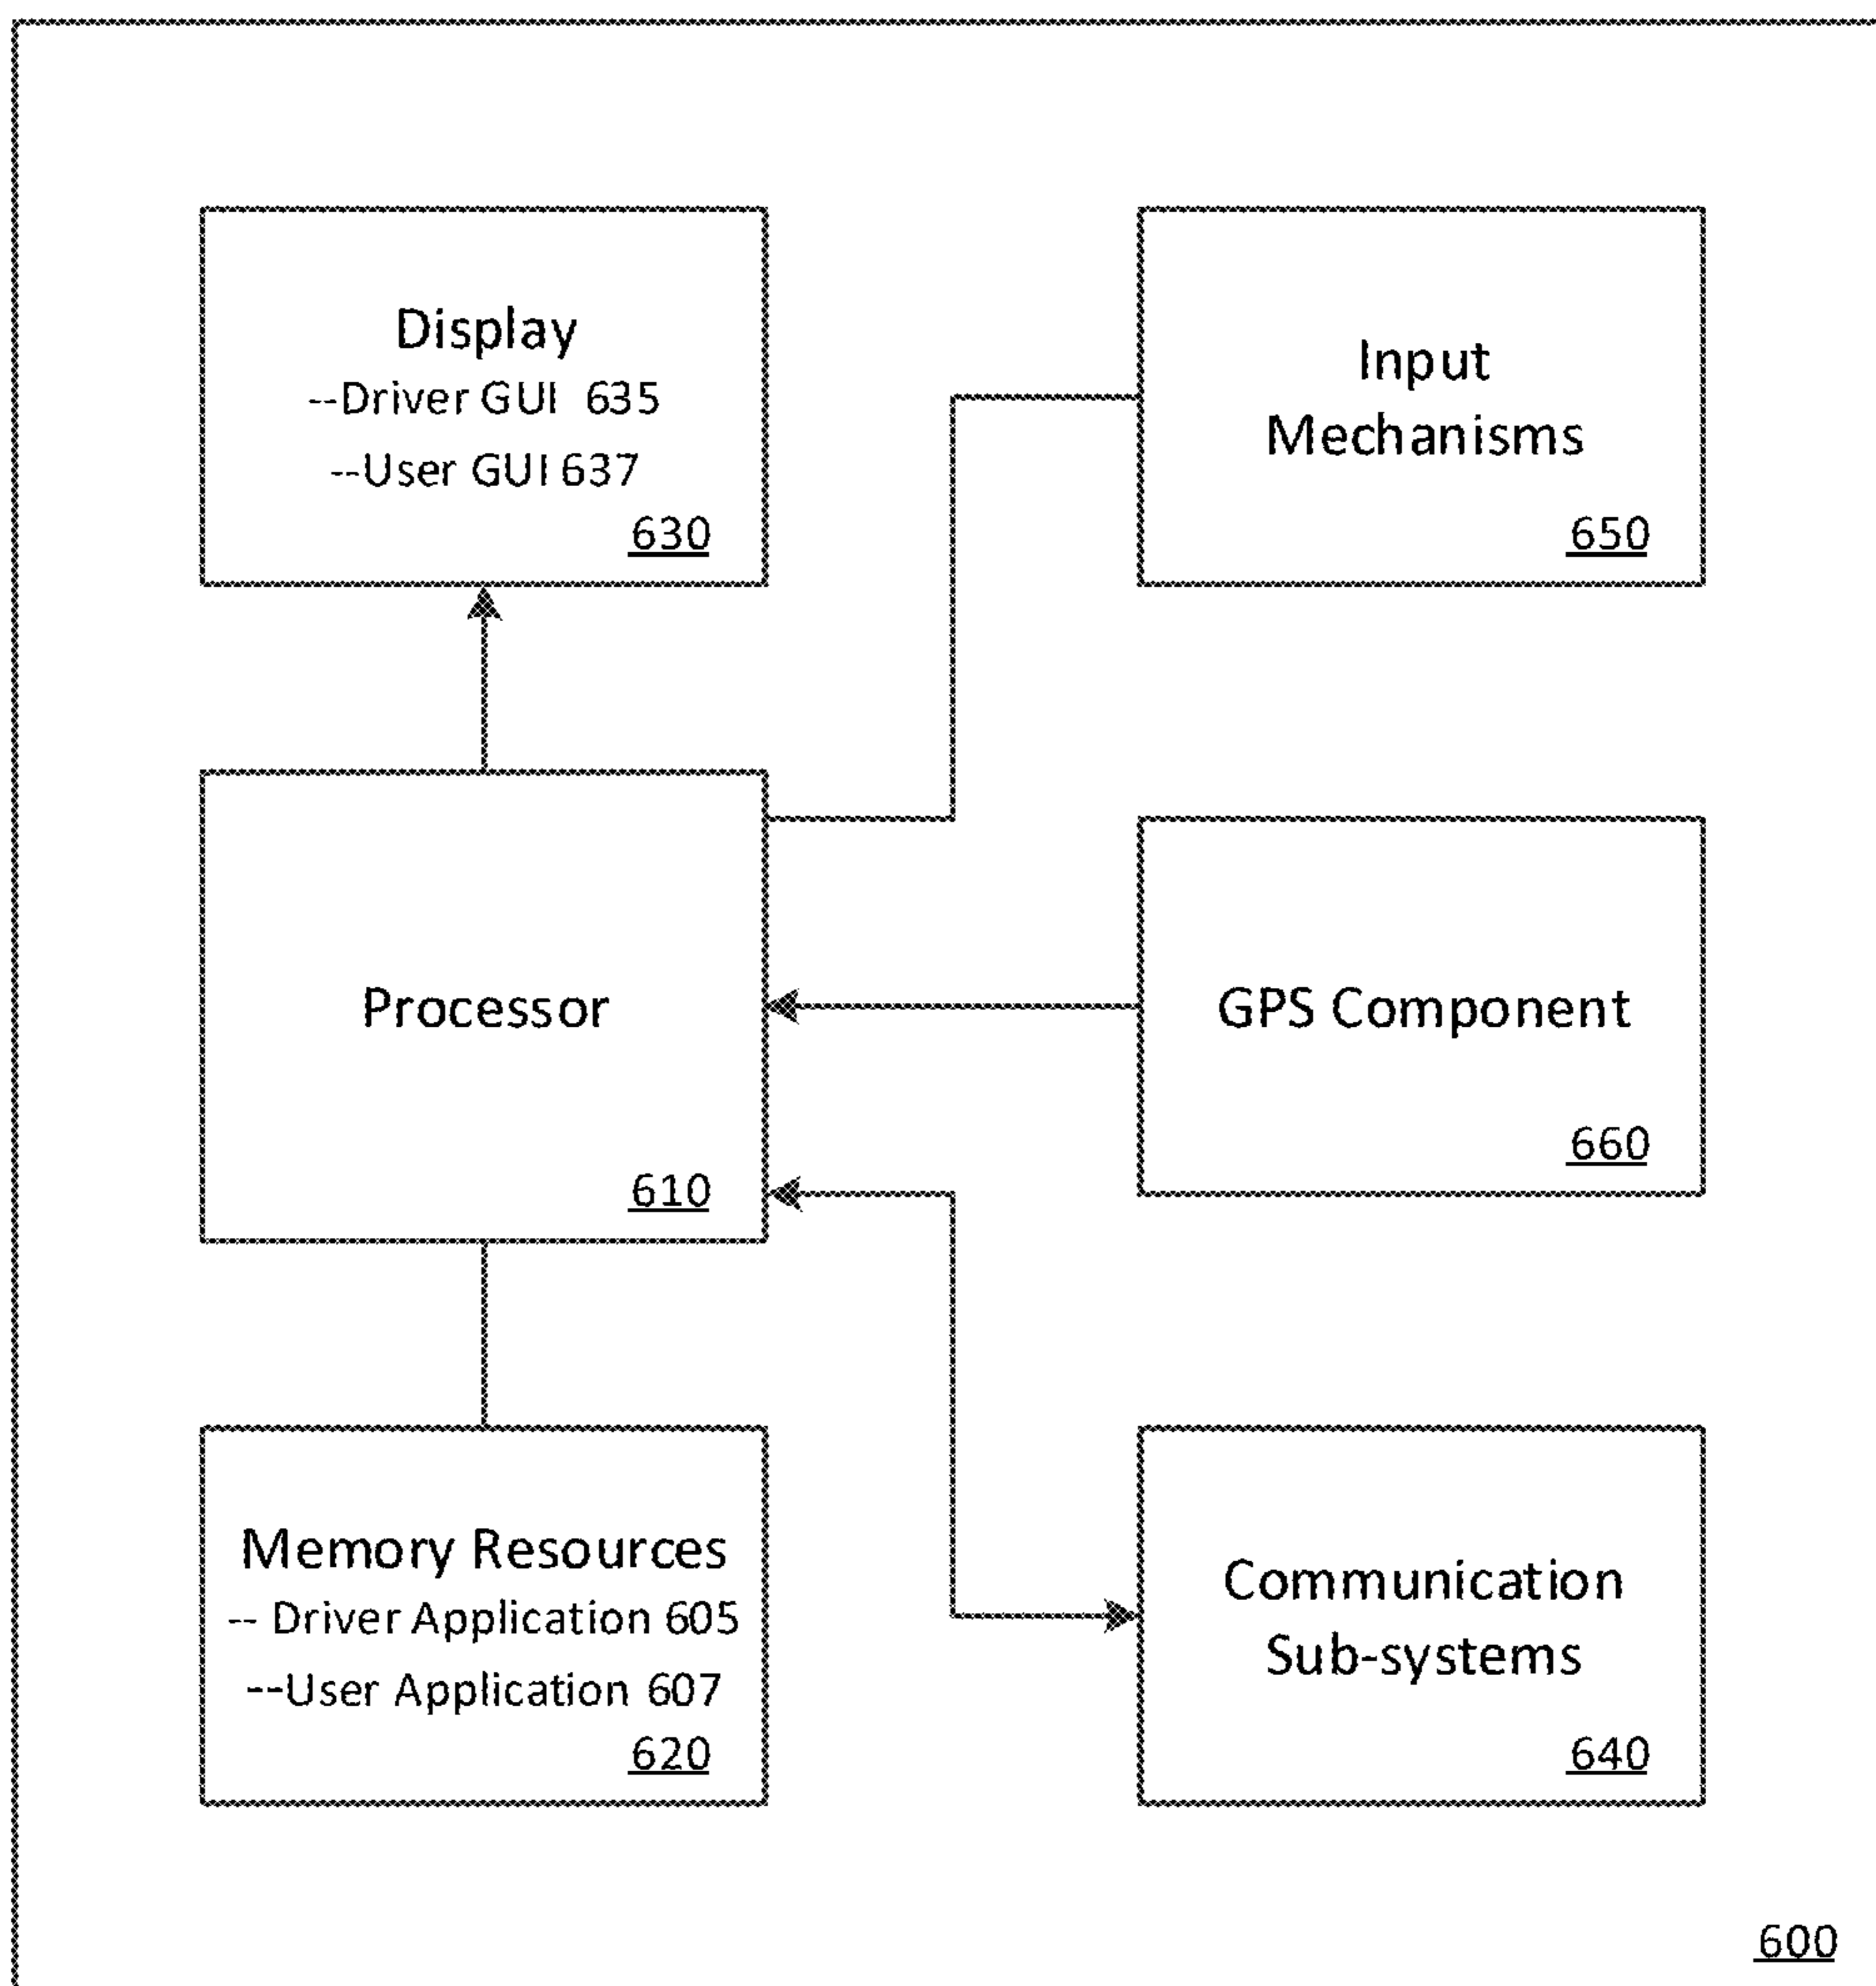 Display
--Driver GUI 635
--User GUI 637
630
Input
Mechanisms
650
Processor
610
GPS Component
660
Memory Resources
-- Driver Application 605
--User Application 607
620
Communication
Sub-systems
640
600